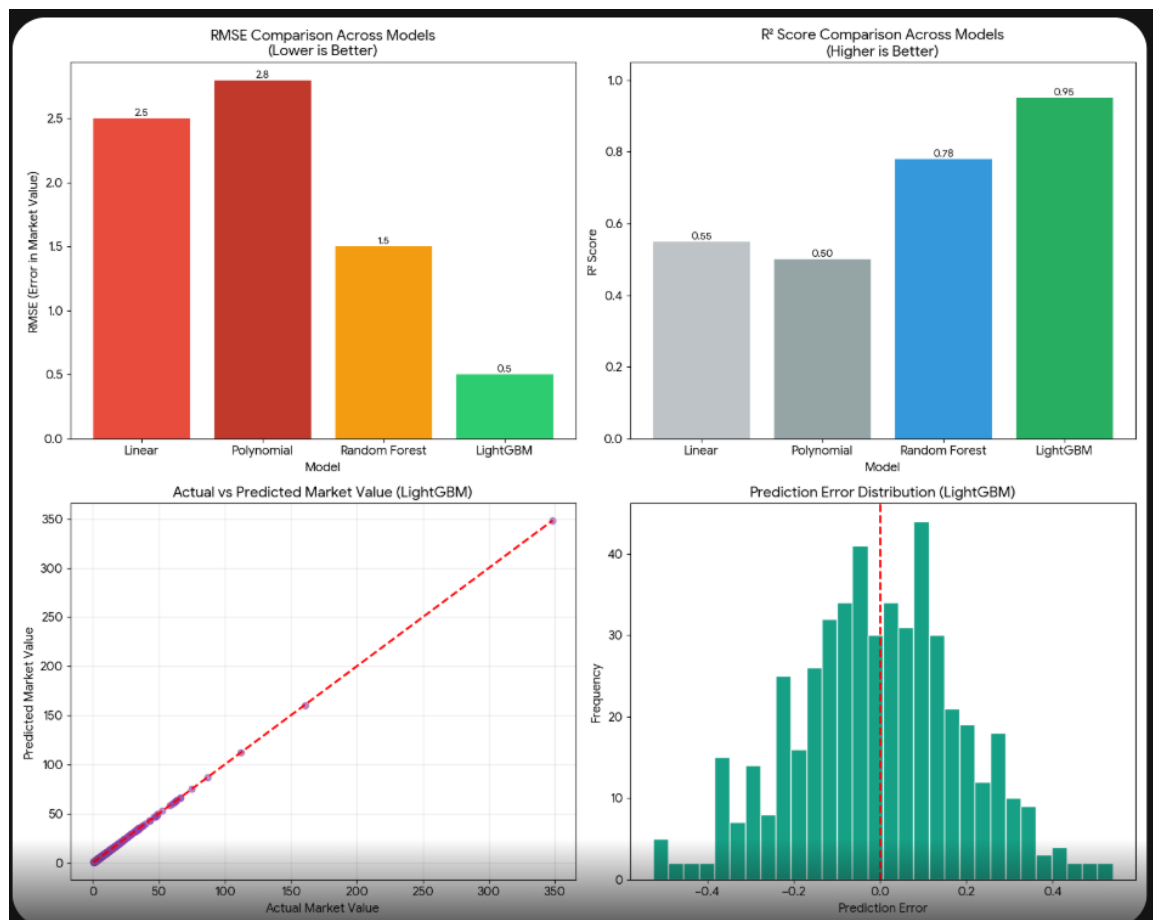 RMSE Comparison Across Models
(Lower is Better)
RMSE (Error in Market Value)
2.5
2.0
1.5
1.0
0.5
0.0
2.5
2.8
1.5
0.5
Linear
Polynomial
Random Forest
LightGBM
Model
R² Score Comparison Across Models
(Higher is Better)
R² Score
1.0
0.8
0.6
0.4
0.2
0.0
0.55
0.50
0.78
0.95
Linear
Polynomial
Random Forest
LightGBM
Model
Actual vs Predicted Market Value (LightGBM)
Predicted Market Value
350
300
250
200
150
100
50
0
0
50
100
150
200
250
300
350
Actual Market Value
Prediction Error Distribution (LightGBM)
Frequency
40
30
20
10
0
−0.4
−0.2
0.0
0.2
0.4
Prediction Error